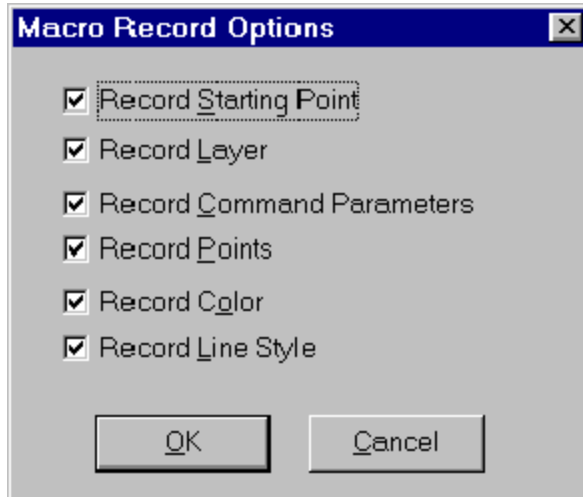 Macro Record Options
Record Starting Point
Record Layer
Record Command Parameters
Record Points
Record Color
Record Line Style
OK Cancel